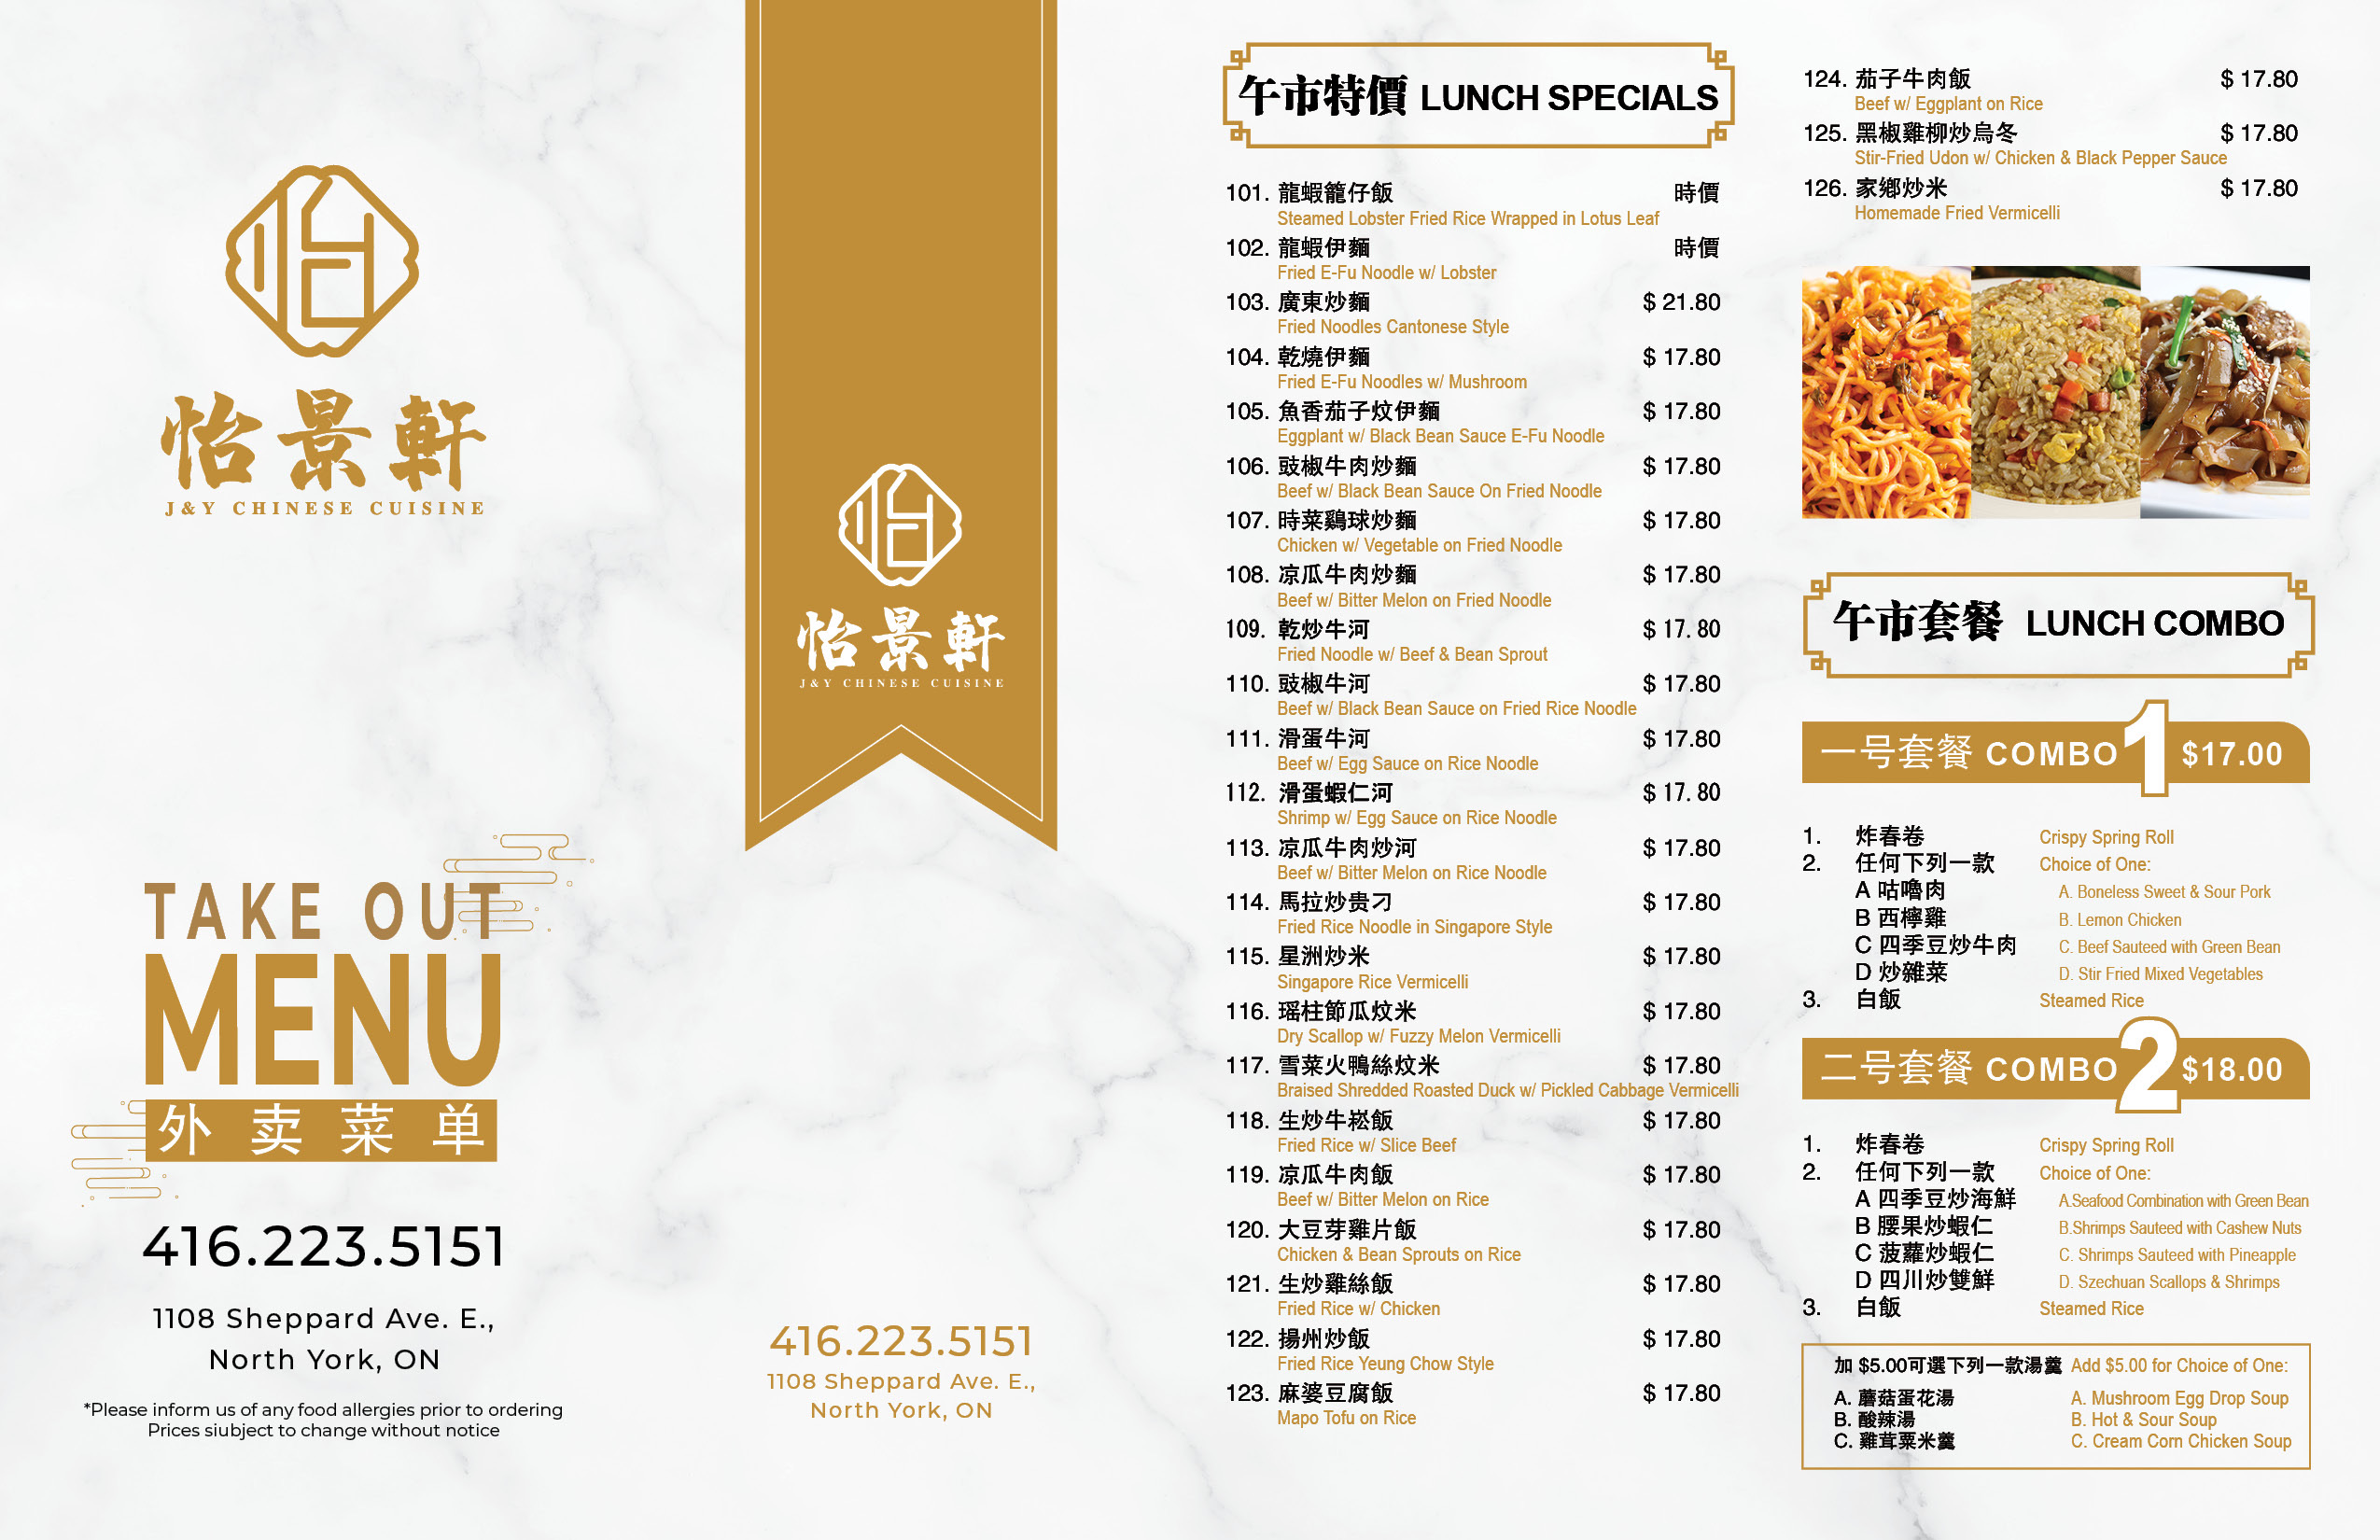 怡景軒
J&Y CHINESE CUISINE
TAKE OUT
MENU
外卖菜单
416.223.5151
1108 Sheppard Ave. E.,
North York, ON
*Please inform us of any food allergies prior to ordering
Prices siubject to change without notice
怡景軒
J&Y CHINESE CUISINE
416.223.5151
1108 Sheppard Ave. E.,
North York, ON
午市特價 LUNCH SPECIALS
101. 龍蝦籠仔飯 時價
Steamed Lobster Fried Rice Wrapped in Lotus Leaf
102. 龍蝦伊麵 時價
Fried E-Fu Noodle w/ Lobster
103. 廣東炒麵 $ 21.80
Fried Noodles Cantonese Style
104. 乾燒伊麵 $ 17.80
Fried E-Fu Noodles w/ Mushroom
105. 魚香茄子炆伊麵 $ 17.80
Eggplant w/ Black Bean Sauce E-Fu Noodle
106. 豉椒牛肉炒麵 $ 17.80
Beef w/ Black Bean Sauce On Fried Noodle
107. 時菜鷄球炒麵 $ 17.80
Chicken w/ Vegetable on Fried Noodle
108. 凉瓜牛肉炒麵 $ 17.80
Beef w/ Bitter Melon on Fried Noodle
109. 乾炒牛河 $ 17.80
Fried Noodle w/ Beef & Bean Sprout
110. 豉椒牛河 $ 17.80
Beef w/ Black Bean Sauce on Fried Rice Noodle
111. 滑蛋牛河 $ 17.80
Beef w/ Egg Sauce on Rice Noodle
112. 滑蛋蝦仁河 $ 17.80
Shrimp w/ Egg Sauce on Rice Noodle
113. 凉瓜牛肉炒河 $ 17.80
Beef w/ Bitter Melon on Rice Noodle
114. 馬拉炒贵刁 $ 17.80
Fried Rice Noodle in Singapore Style
115. 星洲炒米 $ 17.80
Singapore Rice Vermicelli
116. 瑶柱節瓜炆米 $ 17.80
Dry Scallop w/ Fuzzy Melon Vermicelli
117. 雪菜火鴨絲炆米 $ 17.80
Braised Shredded Roasted Duck w/ Pickled Cabbage Vermicelli
118. 生炒牛崧飯 $ 17.80
Fried Rice w/ Slice Beef
119. 凉瓜牛肉飯 $ 17.80
Beef w/ Bitter Melon on Rice
120. 大豆芽雞片飯 $ 17.80
Chicken & Bean Sprouts on Rice
121. 生炒雞絲飯 $ 17.80
Fried Rice w/ Chicken
122. 揚州炒飯 $ 17.80
Fried Rice Yeung Chow Style
123. 麻婆豆腐飯 $ 17.80
Mapo Tofu on Rice
124. 茄子牛肉飯 $ 17.80
Beef w/ Eggplant on Rice
125. 黑椒雞柳炒烏冬 $ 17.80
Stir-Fried Udon w/ Chicken & Black Pepper Sauce
126. 家鄉炒米 $ 17.80
Homemade Fried Vermicelli
午市套餐 LUNCH COMBO
一号套餐 COMBO 1 $17.00
1. 炸春卷 Crispy Spring Roll
2. 任何下列一款 Choice of One:
A 咕嚕肉 A. Boneless Sweet & Sour Pork
B 西檸雞 B. Lemon Chicken
C 四季豆炒牛肉 C. Beef Sauteed with Green Bean
D 炒雜菜 D. Stir Fried Mixed Vegetables
3. 白飯 Steamed Rice
二号套餐 COMBO 2 $18.00
1. 炸春卷 Crispy Spring Roll
2. 任何下列一款 Choice of One:
A 四季豆炒海鮮 A.Seafood Combination with Green Bean
B 腰果炒蝦仁 B.Shrimps Sauteed with Cashew Nuts
C 菠蘿炒蝦仁 C. Shrimps Sauteed with Pineapple
D 四川炒雙鮮 D. Szechuan Scallops & Shrimps
3. 白飯 Steamed Rice
加 $5.00可選下列一款湯羹 Add $5.00 for Choice of One:
A. 蘑菇蛋花湯 A. Mushroom Egg Drop Soup
B. 酸辣湯 B. Hot & Sour Soup
C. 雞茸粟米羹 C. Cream Corn Chicken Soup